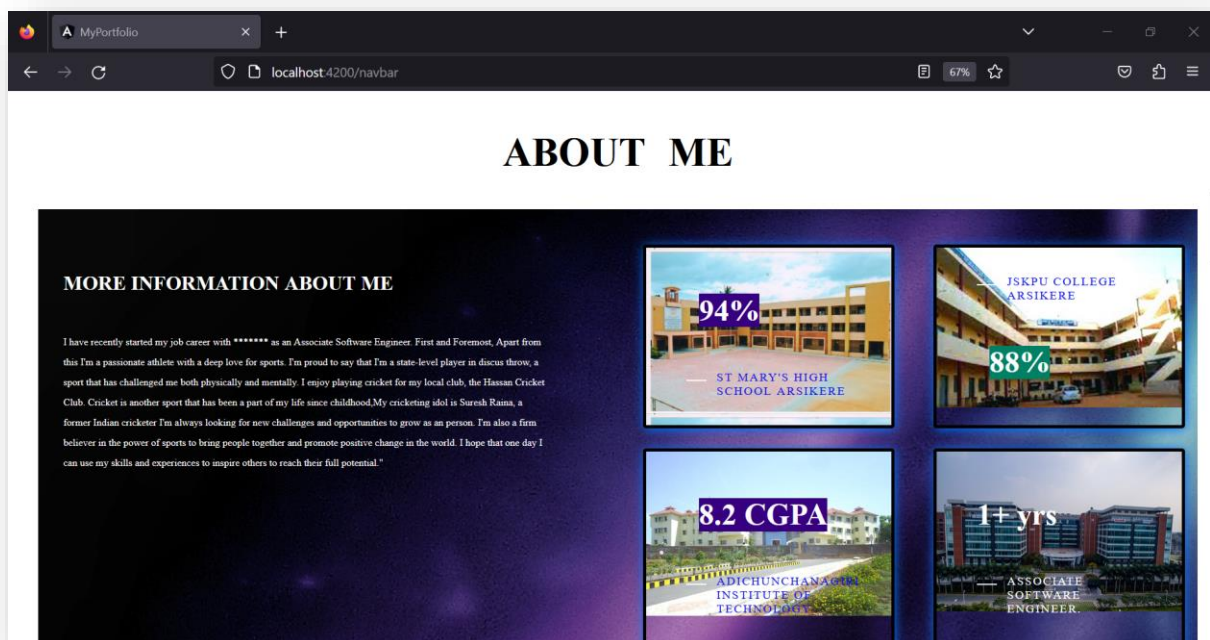 MyPortfolio
localhost:4200/navbar
67%
ABOUT ME
MORE INFORMATION ABOUT ME
I have recently started my job career with ******* as an Associate Software Engineer. First and Foremost, Apart from
this I'm a passionate athlete with a deep love for sports. I'm proud to say that I'm a state-level player in discus throw, a
sport that has challenged me both physically and mentally. I enjoy playing cricket for my local club, the Hassan Cricket
Club. Cricket is another sport that has been a part of my life since childhood,My cricketing idol is Suresh Raina, a
former Indian cricketer I'm always looking for new challenges and opportunities to grow as an person. I'm also a firm
believer in the power of sports to bring people together and promote positive change in the world. I hope that one day I
can use my skills and experiences to inspire others to reach their full potential."
94%
ST MARY'S HIGH
SCHOOL ARSIKERE
JSKPU COLLEGE
ARSIKERE
88%
8.2 CGPA
ADICHUNCHANAGIRI
INSTITUTE OF
TECHNOLOGY
1+ yrs
ASSOCIATE
SOFTWARE
ENGINEER.